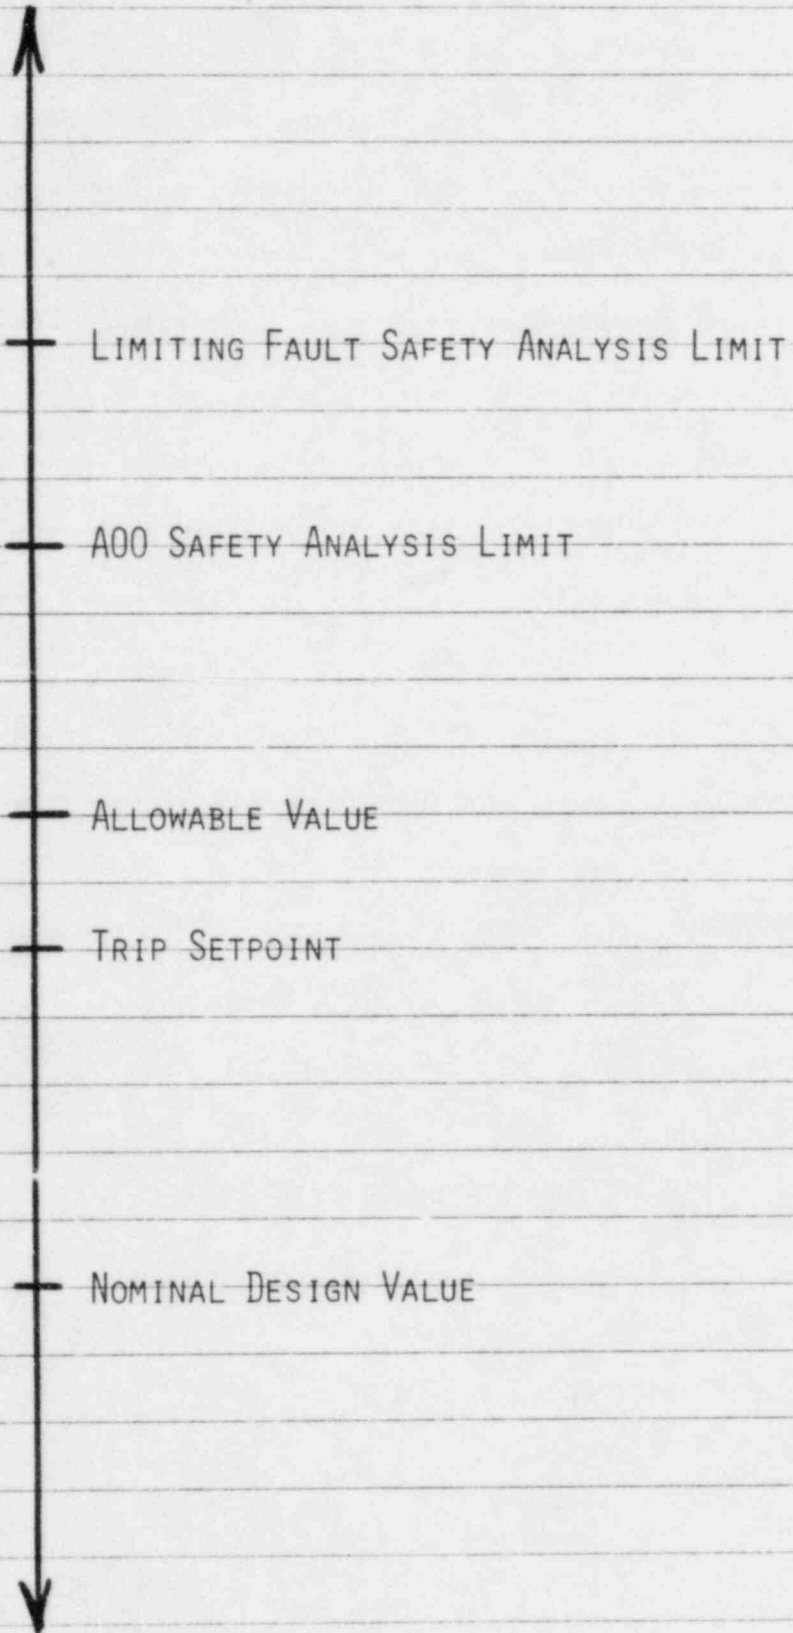 LIMITING FAULT SAFETY ANALYSIS LIMIT
AOO SAFETY ANALYSIS LIMIT
ALLOWABLE VALUE
TRIP SETPOINT
NOMINAL DESIGN VALUE